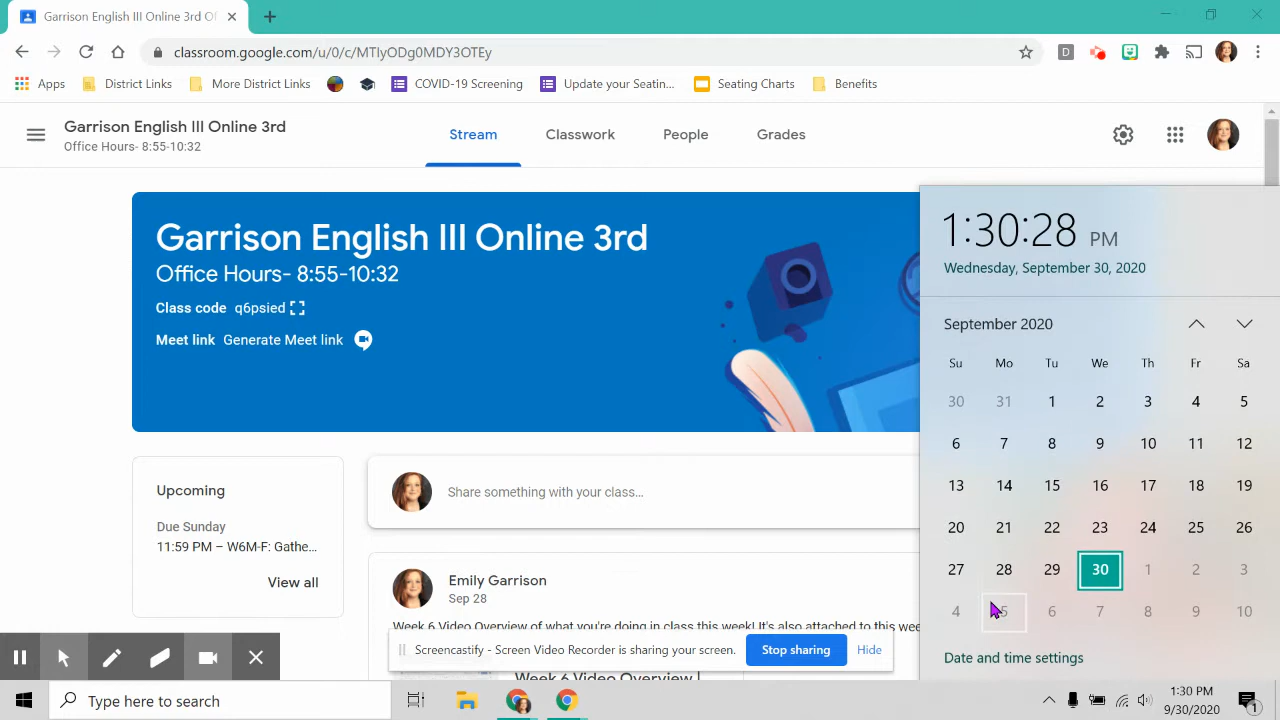 Garrison English III Online 3rd Of
classroom.google.com/u/0/c/MTIyODg0MDY3OTEy
D
Apps
District Links
More District Links
COVID-19 Screening
Update your Seatin...
Seating Charts
Benefits
Garrison English III Online 3rd
Office Hours- 8:55-10:32
Stream
Classwork
People
Grades
Garrison English III Online 3rd
Office Hours- 8:55-10:32
Class code q6psied
Meet link Generate Meet link
Upcoming
Due Sunday
11:59 PM – W6M-F: Gathe...
View all
Share something with your class...
Emily Garrison
Sep 28
Week 6 Video Overview of what you're doing in class this week! It's also attached to this wee
Week 6 Video Overview
Screencastify - Screen Video Recorder is sharing your screen.
Stop sharing
Hide
1:30:28 PM
Wednesday, September 30, 2020
September 2020
Su Mo Tu We Th Fr Sa
30 31 1 2 3 4 5
6 7 8 9 10 11 12
13 14 15 16 17 18 19
20 21 22 23 24 25 26
27 28 29 30 1 2 3
4 5 6 7 8 9 10
Date and time settings
Type here to search
1:30 PM
9/30/2020
1